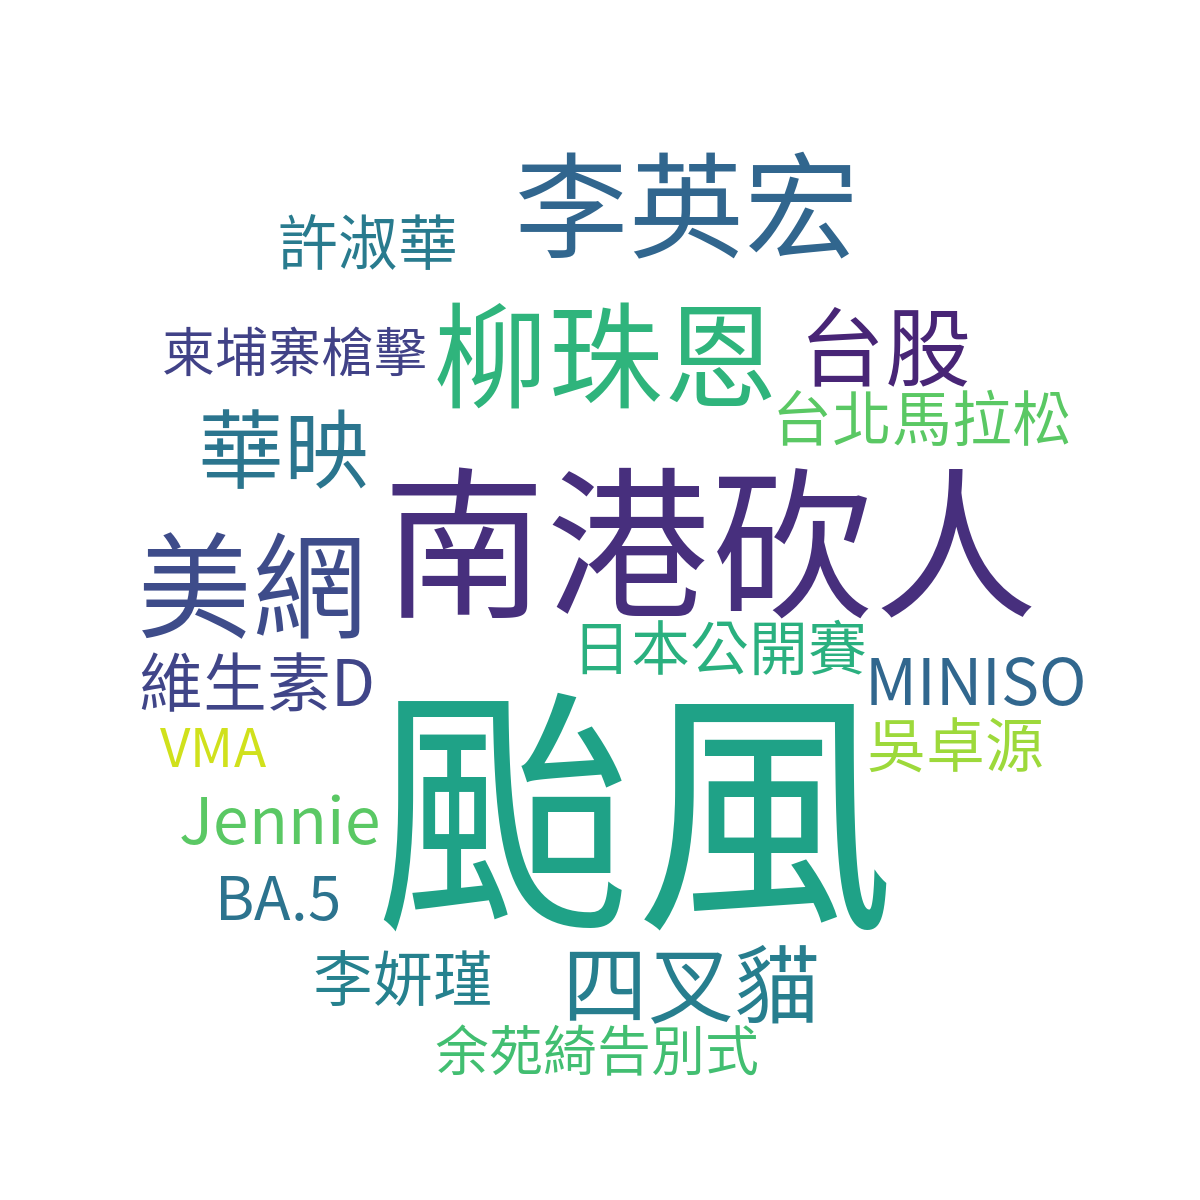 李英宏
許淑華
柳珠恩
台股
柬埔寨槍擊
台北馬拉松
華映
南港砍人
美網
日本公開賽
維生素D
MINISO
颱風
吳卓源
VMA
Jennie
BA.5
李妍瑾
四叉貓
余苑綺告別式